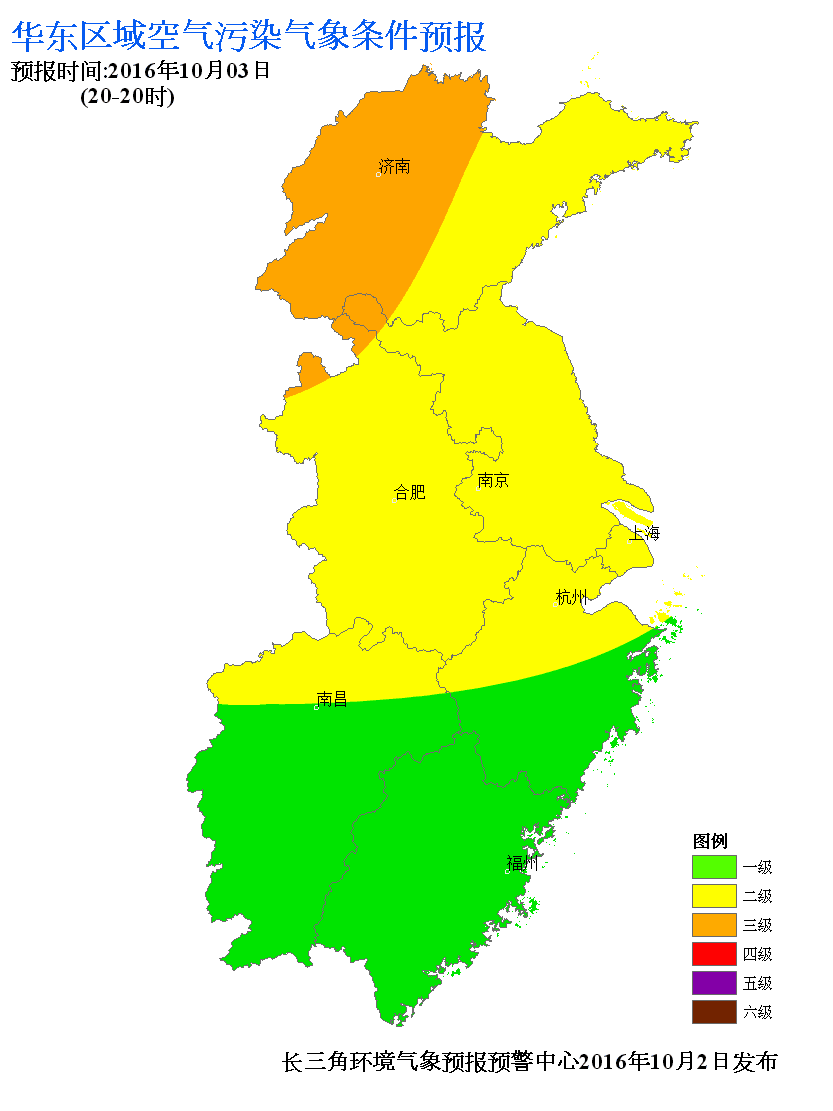 华东区域空气污染气象条件预报
预报时间:2016年10月03日
(20-20时)
济南
南京
合肥
上海
杭州
南昌
福州
图例
一级
二级
三级
四级
五级
六级
长三角环境气象预报预警中心2016年10月2日发布